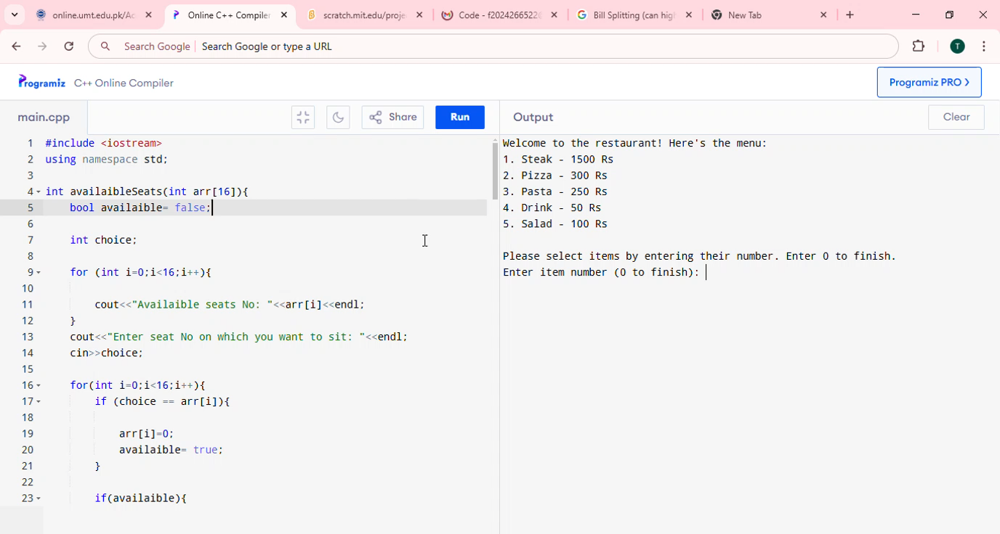 online.umt.edu.pk/Ac
Online C++ Compiler
scratch.mit.edu/proje
Code - f2024266522
Bill Splitting (can hig
New Tab
Search Google
Search Google or type a URL
T
Programiz
C++ Online Compiler
Programiz PRO >
main.cpp
Share
Run
Output
Clear
1 #include <iostream>
2 using namespace std;
3
4 int availaibleSeats(int arr[16]){
5 bool availaible= false;
6
7 int choice;
8
9 for (int i=0;i<16;i++){
10
11 cout<<"Availaible seats No: "<<arr[i]<<endl;
12 }
13 cout<<"Enter seat No on which you want to sit: "<<endl;
14 cin>>choice;
15
16 for(int i=0;i<16;i++){
17 if (choice == arr[i]){
18
19 arr[i]=0;
20 availaible= true;
21 }
22
23 if(availaible){
Welcome to the restaurant! Here's the menu:
1. Steak - 1500 Rs
2. Pizza - 300 Rs
3. Pasta - 250 Rs
4. Drink - 50 Rs
5. Salad - 100 Rs
Please select items by entering their number. Enter 0 to finish.
Enter item number (0 to finish):